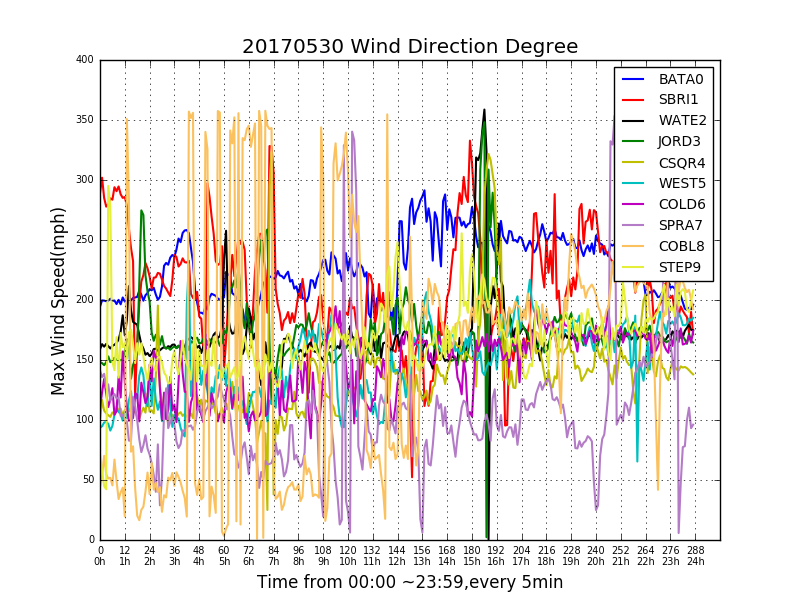 20170530 Wind Direction Degree
400
350
300
250
200
150
100
50
0
Max Wind Speed(mph)
BATA0
SBRI1
WATE2
JORD3
CSQR4
WEST5
COLD6
SPRA7
COBL8
STEP9
0 12 24 36 48 60 72 84 96 108 120 132 144 156 168 180 192 204 216 228 240 252 264 276 288
0h 1h 2h 3h 4h 5h 6h 7h 8h 9h 10h 11h 12h 13h 14h 15h 16h 17h 18h 19h 20h 21h 22h 23h 24h
Time from 00:00 ~23:59,every 5min